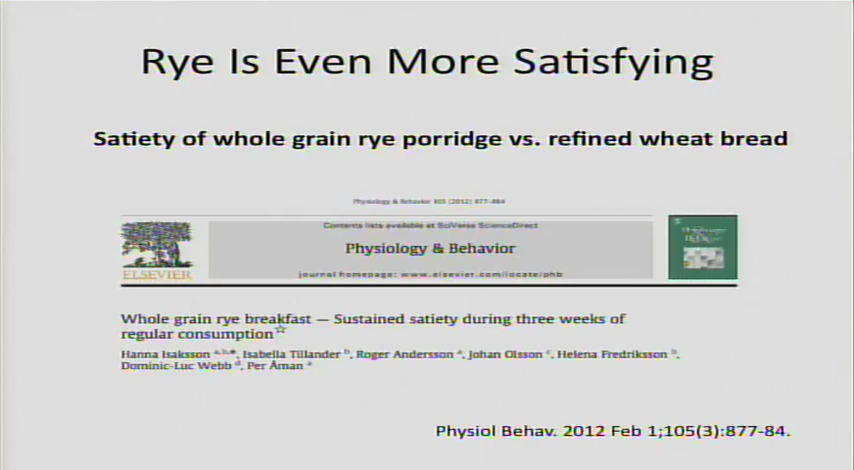 Rye Is Even More Satisfying
Satiety of whole grain rye porridge vs. refined wheat bread
Physiology & Behavior 105 (2012) 877–884
Contents lists available at SciVerse ScienceDirect
Physiology & Behavior
journal homepage: www.elsevier.com/locate/phb
ELSEVIER
Whole grain rye breakfast — Sustained satiety during three weeks of
regular consumption☆
Hanna Isaksson a,b,*, Isabella Tillander b, Roger Andersson a, Johan Olsson c, Helena Fredriksson b,
Dominic-Luc Webb d, Per Åman a
Physiol Behav. 2012 Feb 1;105(3):877-84.